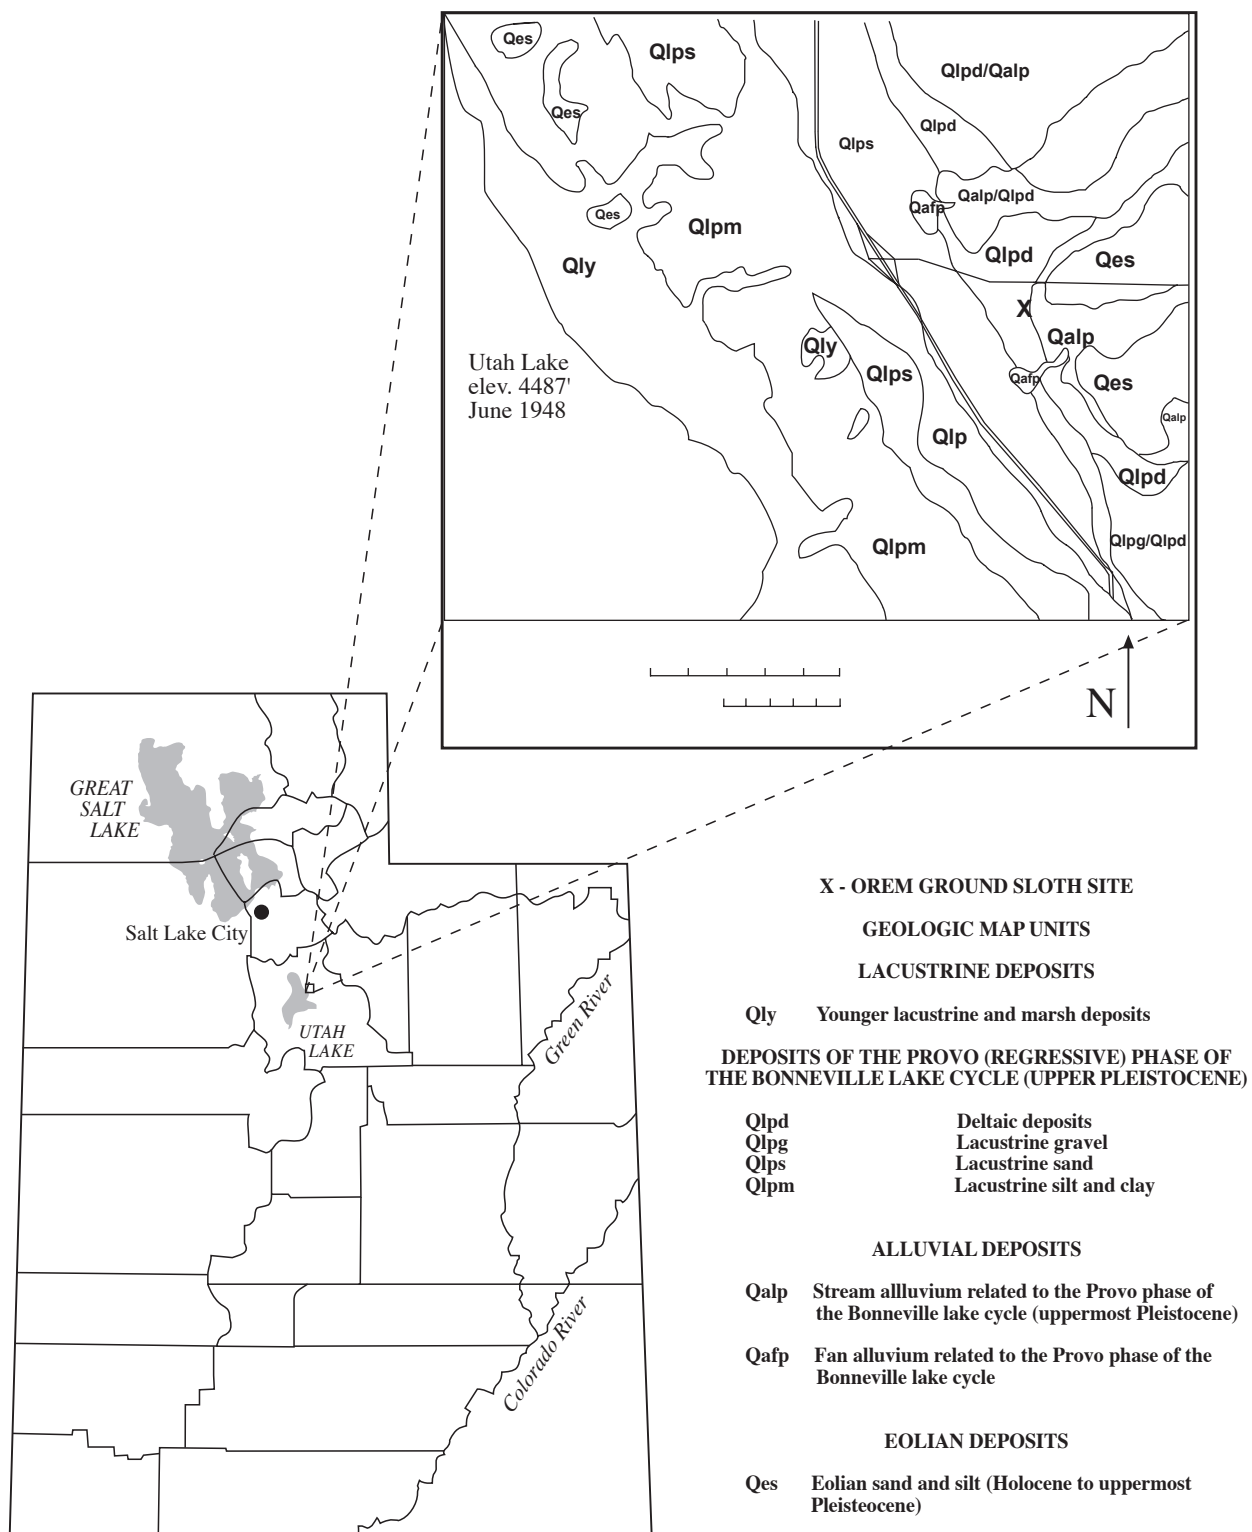 Qes
Qlps
Qlpd/Qalp
Qes
Qlpd
Qlps
Qalp/Qlpd
Qafp
Qes
Qlpm
Qlpd
Qes
Qly
X
Qalp
Qly
Utah Lake
elev. 4487'
June 1948
Qlps
Qafp
Qes
Qalp
Qlp
Qlpd
Qlpg/Qlpd
Qlpm
N
GREAT
SALT
LAKE
Salt Lake City
UTAH
LAKE
Green River
Colorado River
X - OREM GROUND SLOTH SITE
GEOLOGIC MAP UNITS
LACUSTRINE DEPOSITS
Qly Younger lacustrine and marsh deposits
DEPOSITS OF THE PROVO (REGRESSIVE) PHASE OF
THE BONNEVILLE LAKE CYCLE (UPPER PLEISTOCENE)
Qlpd Deltaic deposits
Qlpg Lacustrine gravel
Qlps Lacustrine sand
Qlpm Lacustrine silt and clay
ALLUVIAL DEPOSITS
Qalp Stream allluvium related to the Provo phase of
the Bonneville lake cycle (uppermost Pleistocene)
Qafp Fan alluvium related to the Provo phase of the
Bonneville lake cycle
EOLIAN DEPOSITS
Qes Eolian sand and silt (Holocene to uppermost
Pleisteocene)